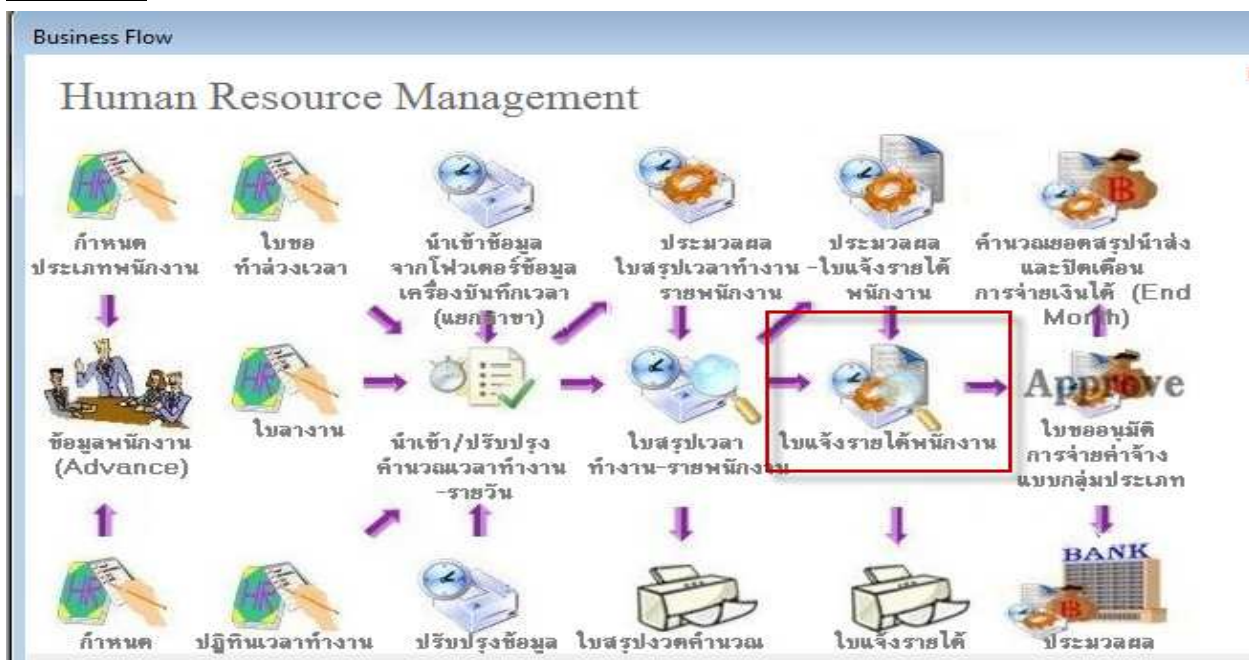 Business Flow
Human Resource Management
กำหนด
ประเภทพนักงาน
ใบขอ
ทำล่วงเวลา
นำเข้าข้อมูล
จากโฟวเดอร์ข้อมูล
เครื่องบันทึกเวลา
(แยกสาขา)
ประมวลผล
ใบสรุปเวลาทำงาน
รายพนักงาน
ประมวลผล
-ใบแจ้งรายได้
พนักงาน
คำนวณยอดสรุปนำส่ง
และปิดเดือน
การจ่ายเงินได้ (End
Month)
ข้อมูลพนักงาน
(Advance)
ใบลางาน
นำเข้า/ปรับปรุง
คำนวณเวลาทำงาน
-รายวัน
ใบสรุปเวลา
ทำงาน-รายพนักงาน
ใบแจ้งรายได้พนักงาน
Approve
ใบขออนุมัติ
การจ่ายค่าจ้าง
แบบกลุ่มประเภท
BANK
กำหนด
ปฏิทินเวลาทำงาน
ปรับปรุงข้อมูล
ใบสรุปงวดคำนวณ
ใบแจ้งรายได้
ประมวลผล